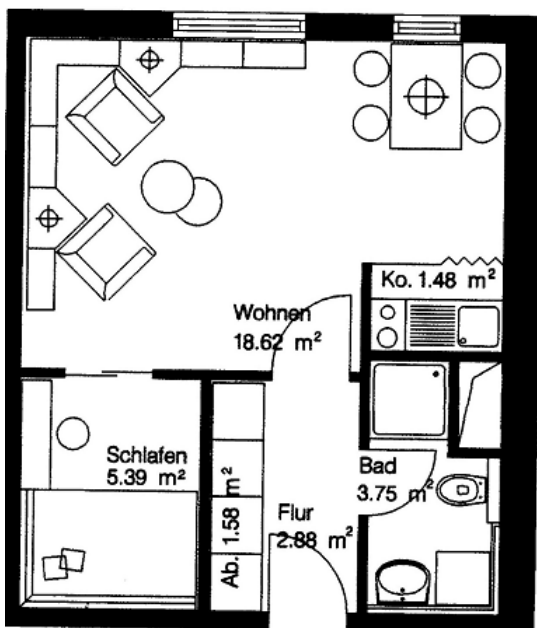 Ko. 1.48 m²
Wohnen
18.62 m²
Schlafen
5.39 m²
Ab. 1.58 m²
Flur
2.88 m²
Bad
3.75 m²